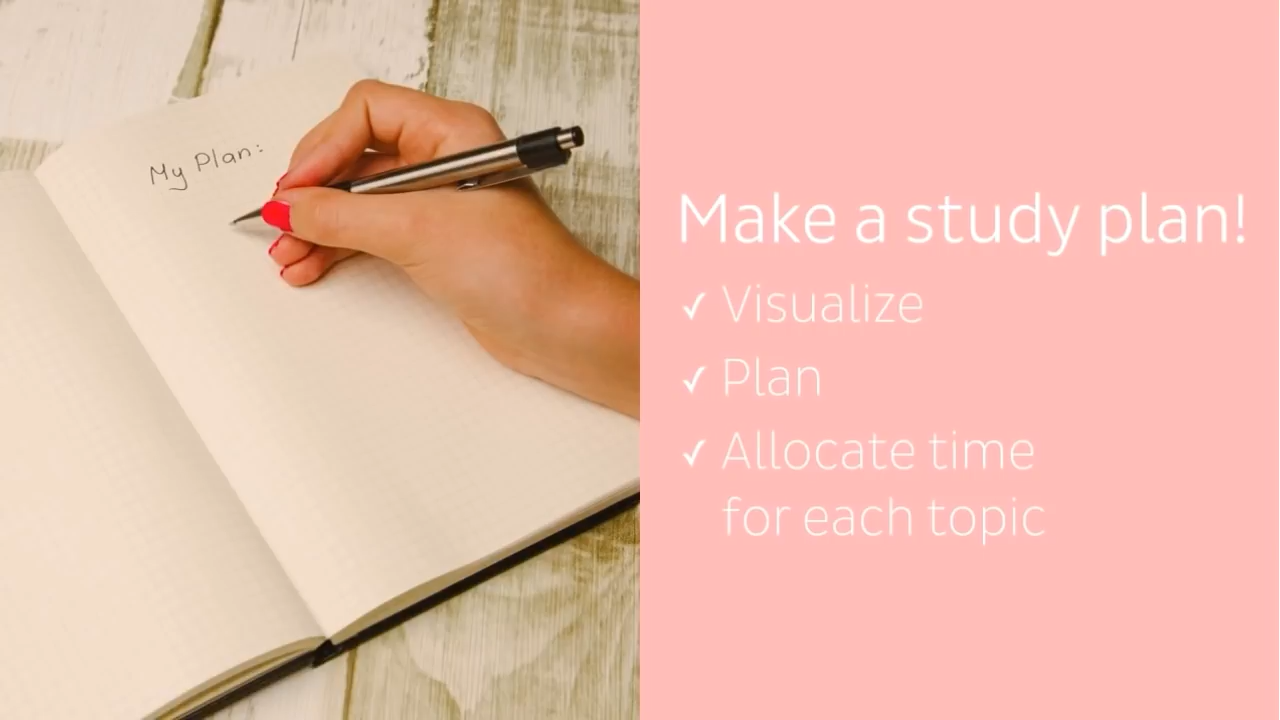 My Plan:
Make a study plan!
✓ Visualize
✓ Plan
✓ Allocate time
for each topic